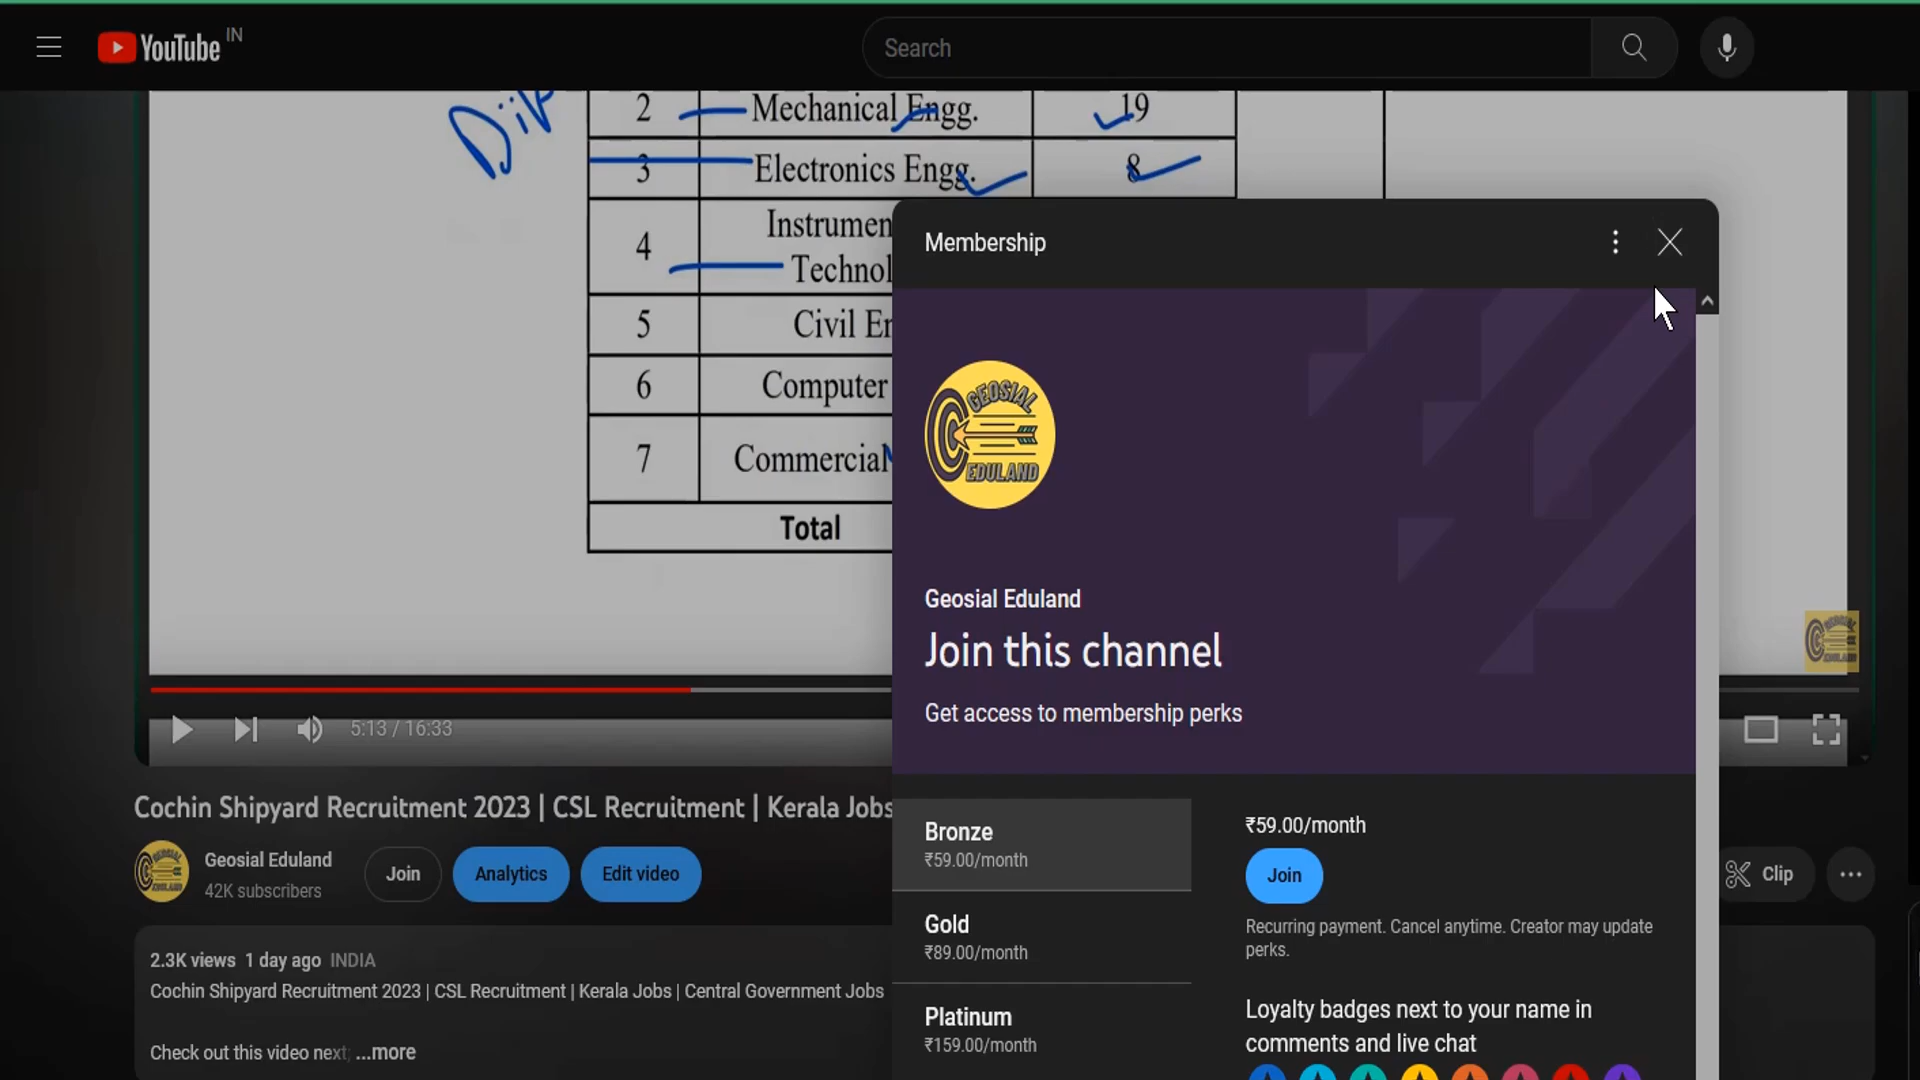 YouTube IN
Search
2 Mechanical Engg. 19
3 Electronics Engg. 8
4
5
6 Computer
7 Commercial
Total
Membership
GEOSIAL
EDULAND
Geosial Eduland
Join this channel
Get access to membership perks
5:13 / 16:33
Cochin Shipyard Recruitment 2023 | CSL Recruitment | Kerala Jobs
Geosial Eduland
42K subscribers
Join
Analytics
Edit video
Clip
2.3K views 1 day ago INDIA
Cochin Shipyard Recruitment 2023 | CSL Recruitment | Kerala Jobs | Central Government Jobs
Check out this video next; ...more
Bronze
₹59.00/month
Gold
₹89.00/month
Platinum
₹159.00/month
₹59.00/month
Join
Recurring payment. Cancel anytime. Creator may update
perks.
Loyalty badges next to your name in
comments and live chat